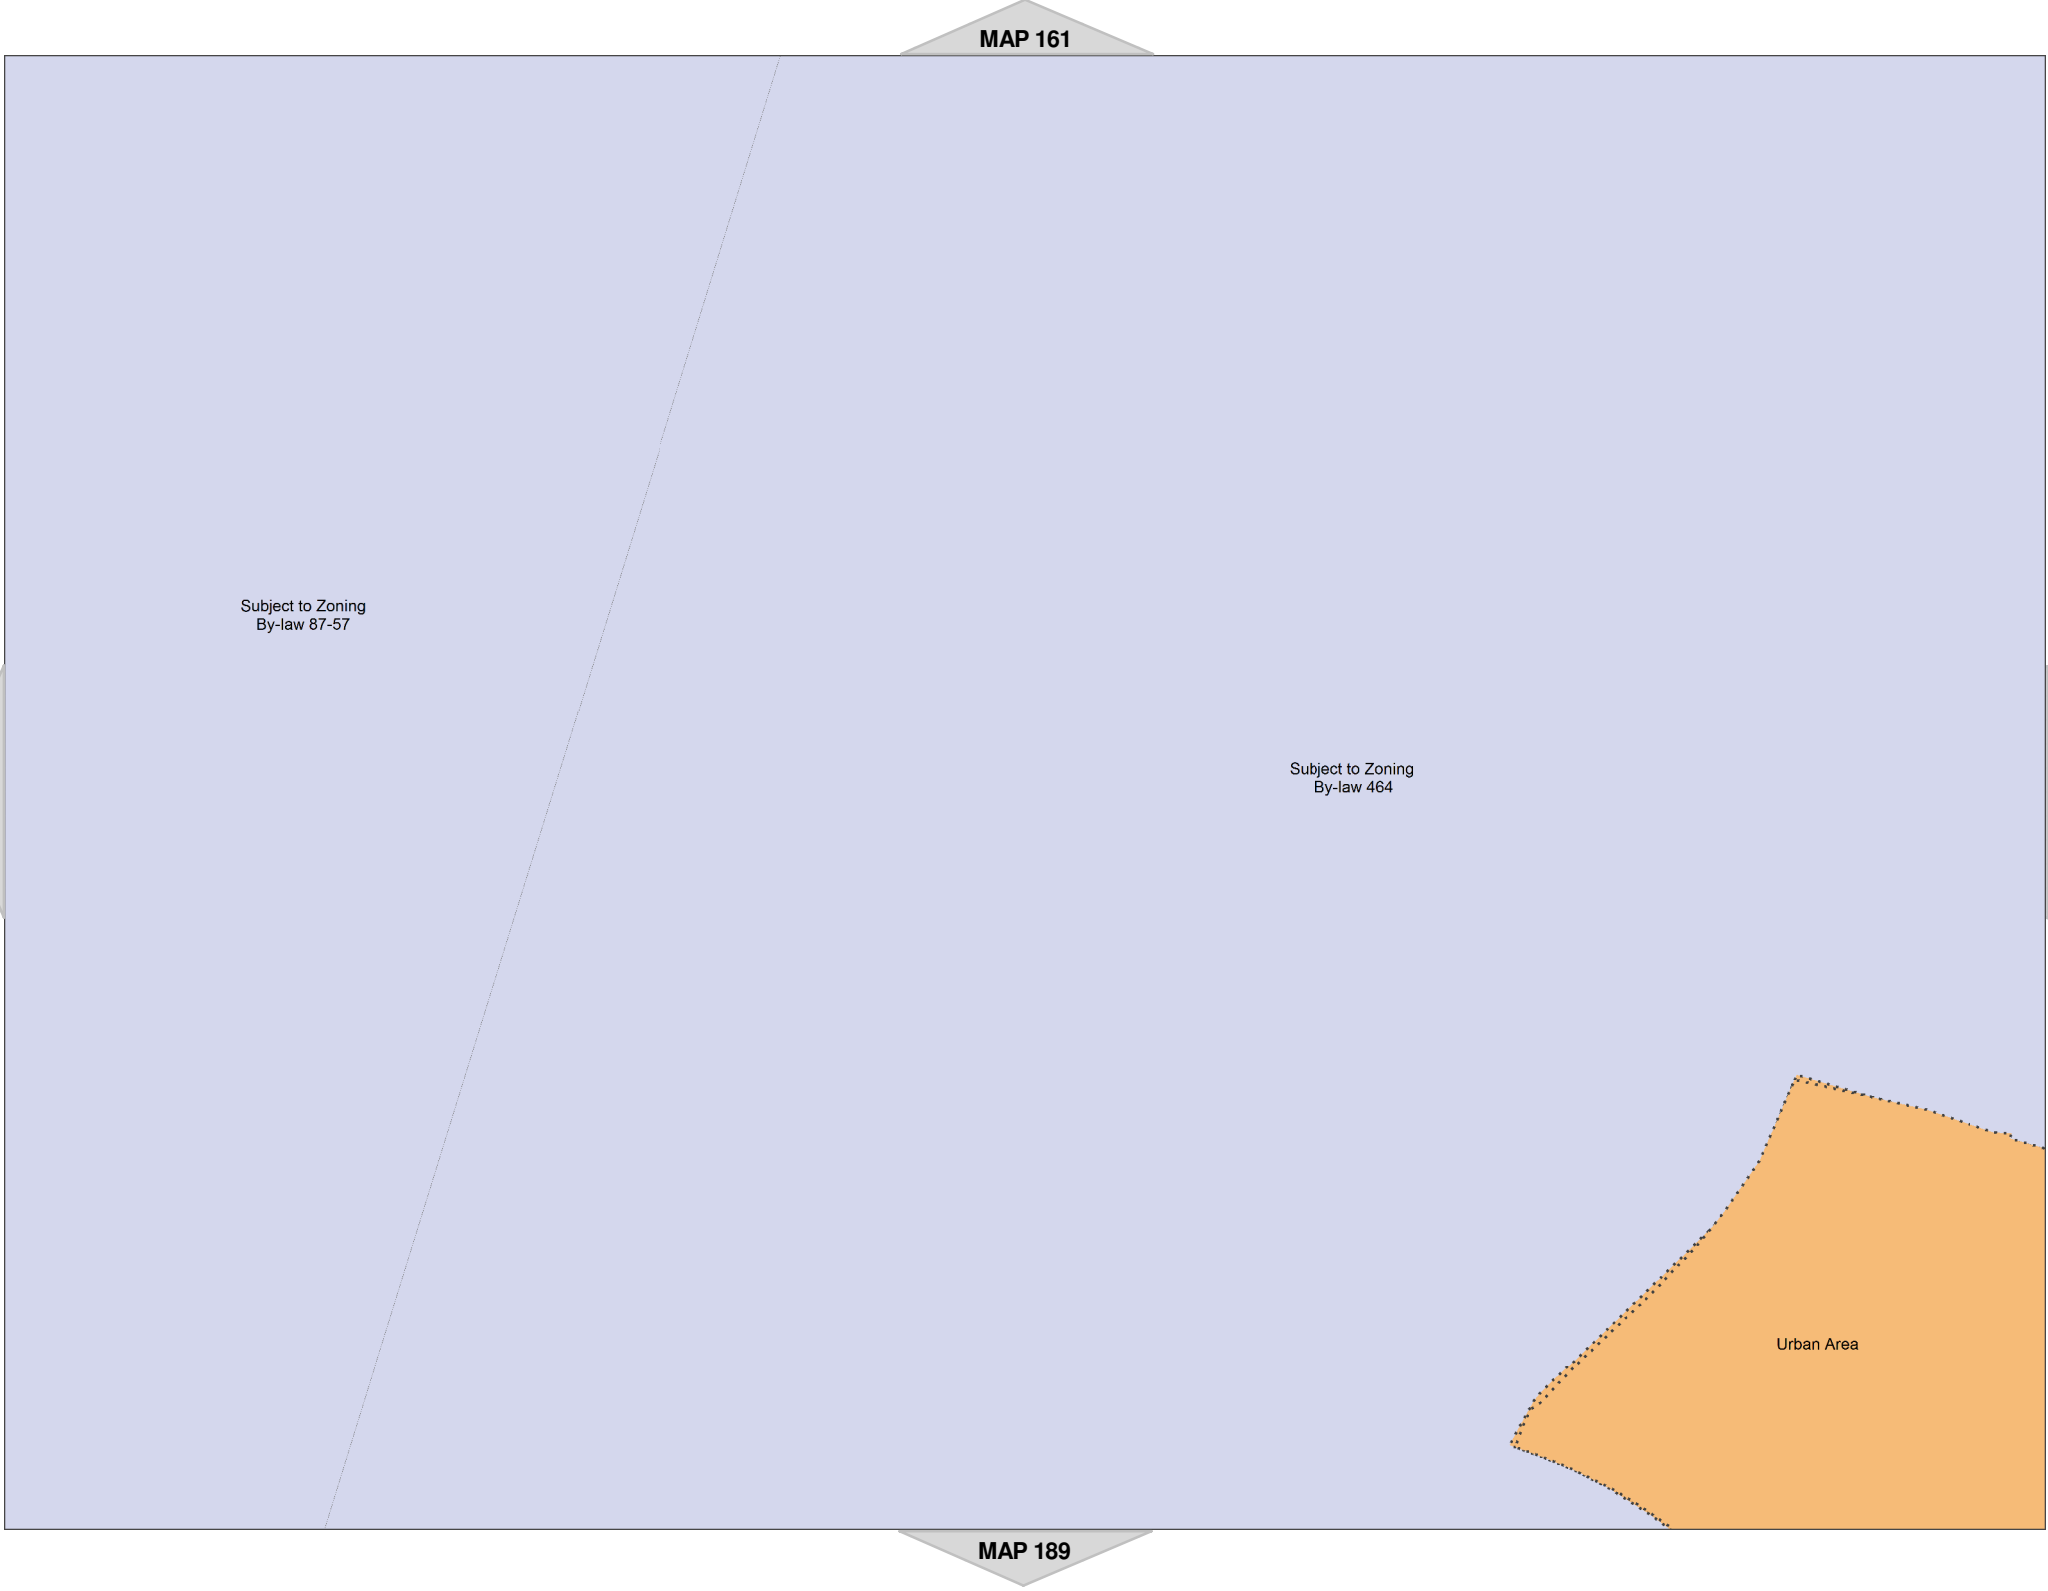 MAP 161
Subject to Zoning
By-law 87-57
Subject to Zoning
By-law 464
Urban Area
MAP 189